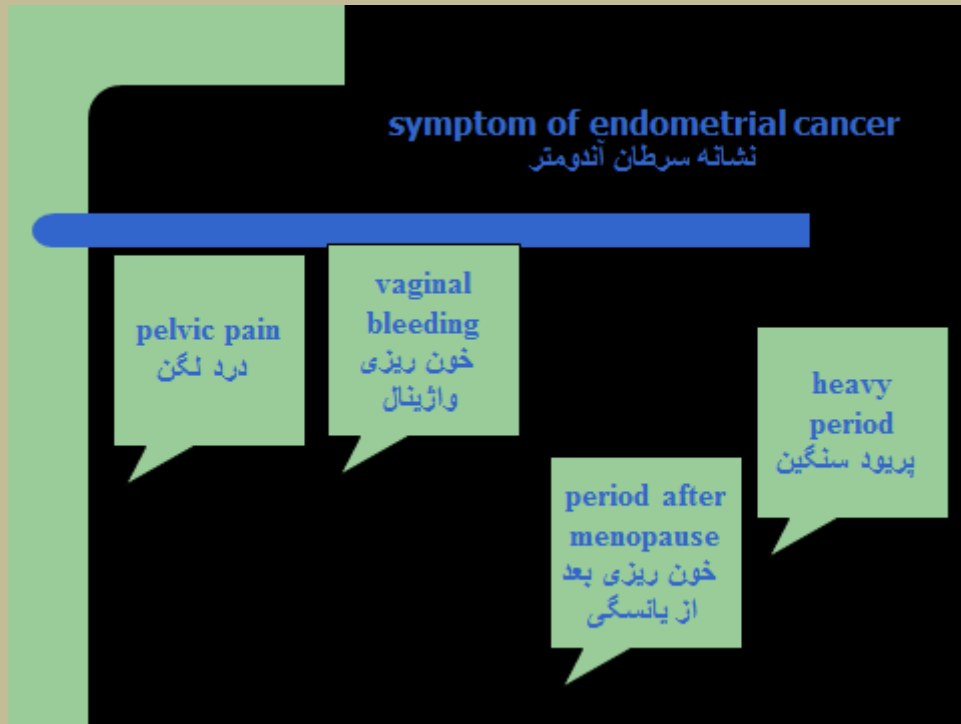 symptom of endometrial cancer
نشانه سرطان آندومتر
pelvic pain
درد لگن
vaginal
bleeding
خون ریزی
واژینال
period after
menopause
خون ریزی بعد
از یانسگی
heavy
period
پریود سنگین